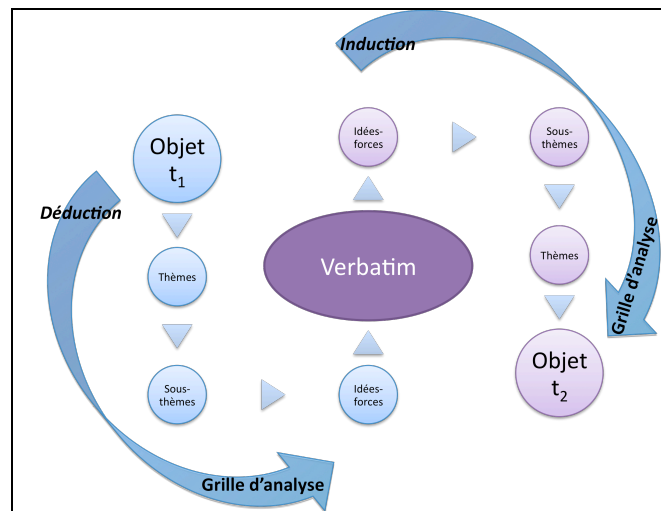 Induction
Objet
t1
Idées-
forces
Sous-
thèmes
Déduction
Verbatim
Thèmes
Thèmes
Grille d'analyse
Objet
t2
Sous-
thèmes
Idées-
forces
Grille d'analyse